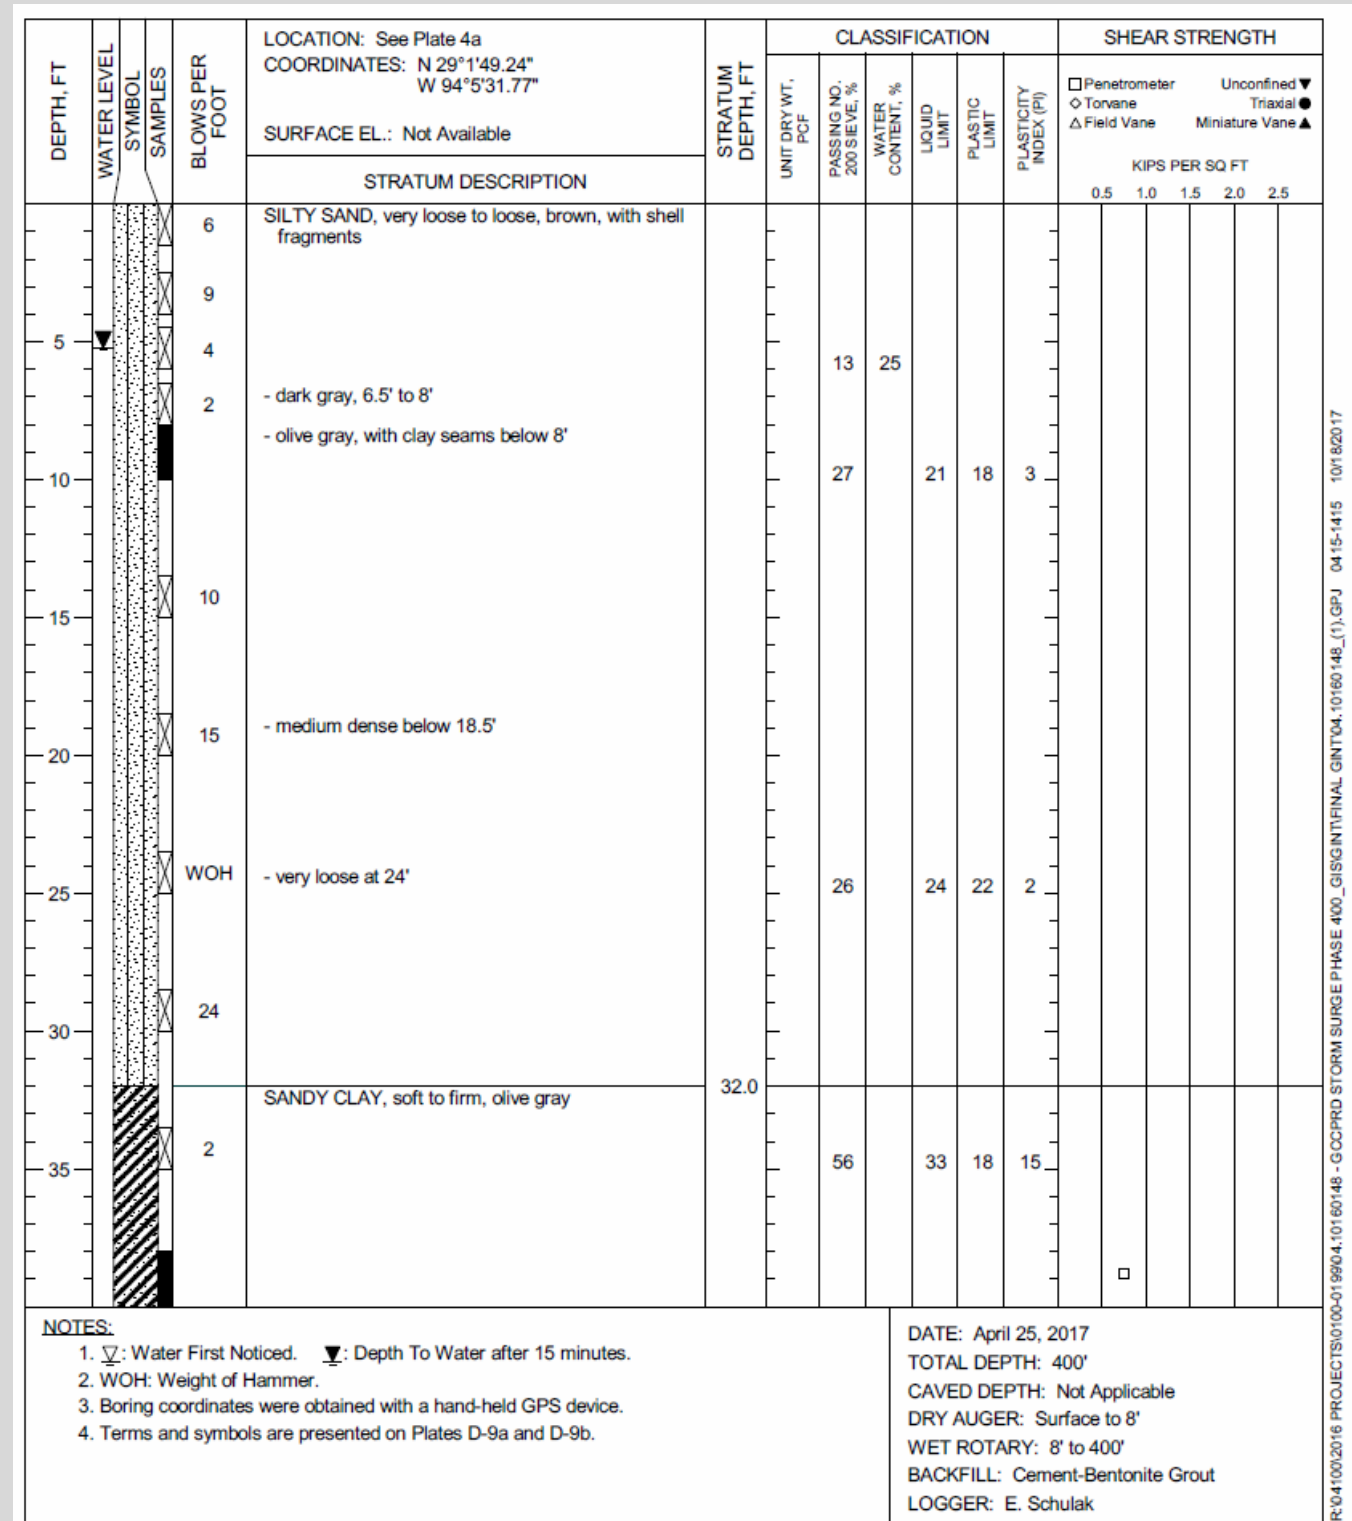 LOCATION: See Plate 4a
COORDINATES: N 29°1'49.24"
W 94°5'31.77"
SURFACE EL.: Not Available
STRATUM DESCRIPTION
DEPTH, FT
WATER LEVEL
SYMBOL
SAMPLES
BLOWS PER FOOT
STRATUM DEPTH, FT
CLASSIFICATION
UNIT DRY WT, PCF
PASSING NO. 200 SIEVE, %
WATER CONTENT, %
LIQUID LIMIT
PLASTIC LIMIT
PLASTICITY INDEX (PI)
SHEAR STRENGTH
Penetrometer Unconfined
Torvane Triaxial
Field Vane Miniature Vane
KIPS PER SQ FT
0.5 1.0 1.5 2.0 2.5
6 SILTY SAND, very loose to loose, brown, with shell
fragments
9
5 4
13 25
2 - dark gray, 6.5' to 8'
- olive gray, with clay seams below 8'
10 27 21 18 3
10
15
15 - medium dense below 18.5'
20
WOH - very loose at 24'
25 26 24 22 2
24
30
32.0
SANDY CLAY, soft to firm, olive gray
2
35 56 33 18 15
NOTES:
1. : Water First Noticed. : Depth To Water after 15 minutes.
2. WOH: Weight of Hammer.
3. Boring coordinates were obtained with a hand-held GPS device.
4. Terms and symbols are presented on Plates D-9a and D-9b.
DATE: April 25, 2017
TOTAL DEPTH: 400'
CAVED DEPTH: Not Applicable
DRY AUGER: Surface to 8'
WET ROTARY: 8' to 400'
BACKFILL: Cement-Bentonite Grout
LOGGER: E. Schulak
R:\04100\2016 PROJECTS\0100-0199\04.10160148 - GCCPRD STORM SURGE PHASE 4\00_GIS\GINT\FINAL GINT\04.10160148_(1).GPJ 0415-1415 10/18/2017